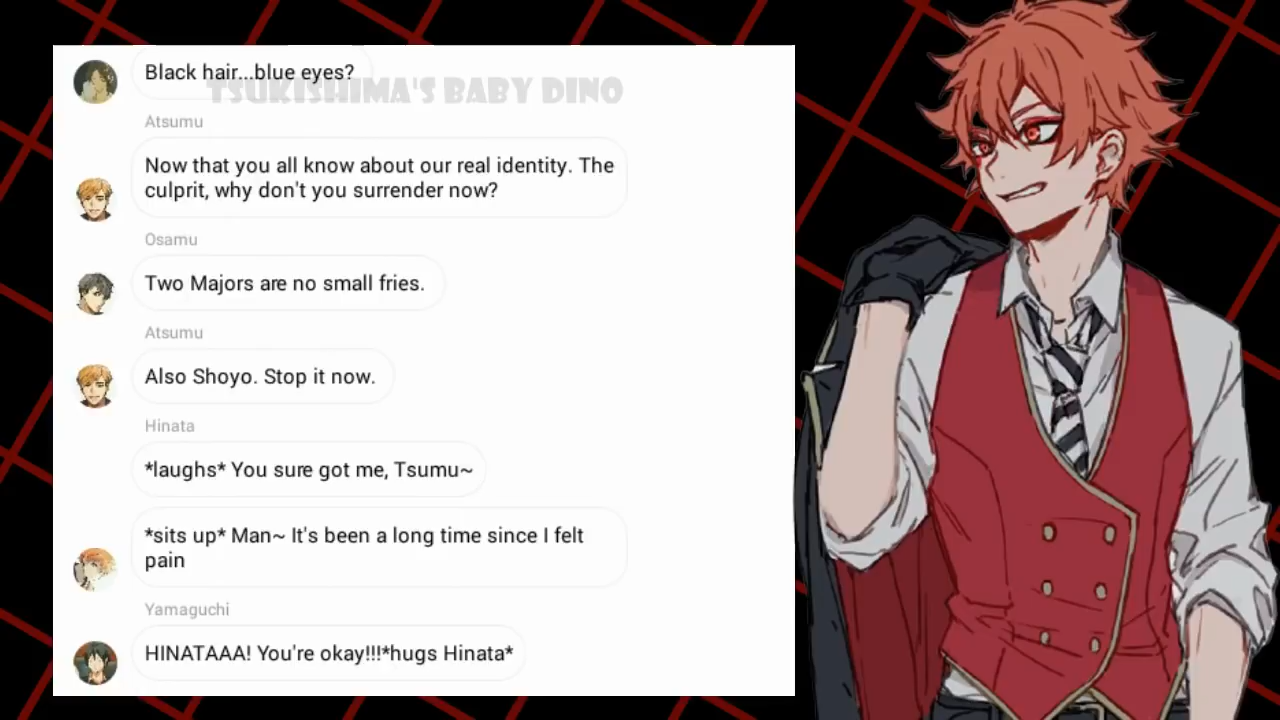 Black hair...blue eyes?
TSUKISHIMA'S BABY DINO
Atsumu
Now that you all know about our real identity. The
culprit, why don't you surrender now?
Osamu
Two Majors are no small fries.
Atsumu
Also Shoyo. Stop it now.
Hinata
*laughs* You sure got me, Tsumu~
*sits up* Man~ It's been a long time since I felt
pain
Yamaguchi
HINATAAA! You're okay!!!*hugs Hinata*